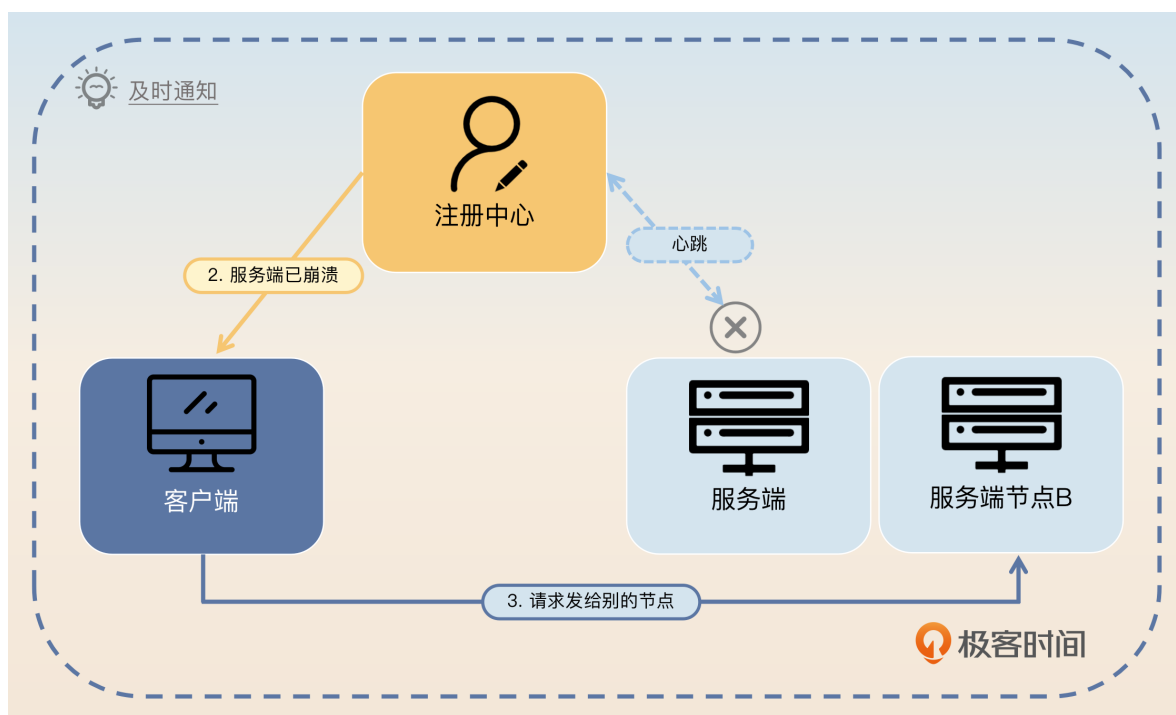 及时通知
注册中心
心跳
2. 服务端已崩溃
客户端
服务端
服务端节点B
3. 请求发给别的节点
极客时间